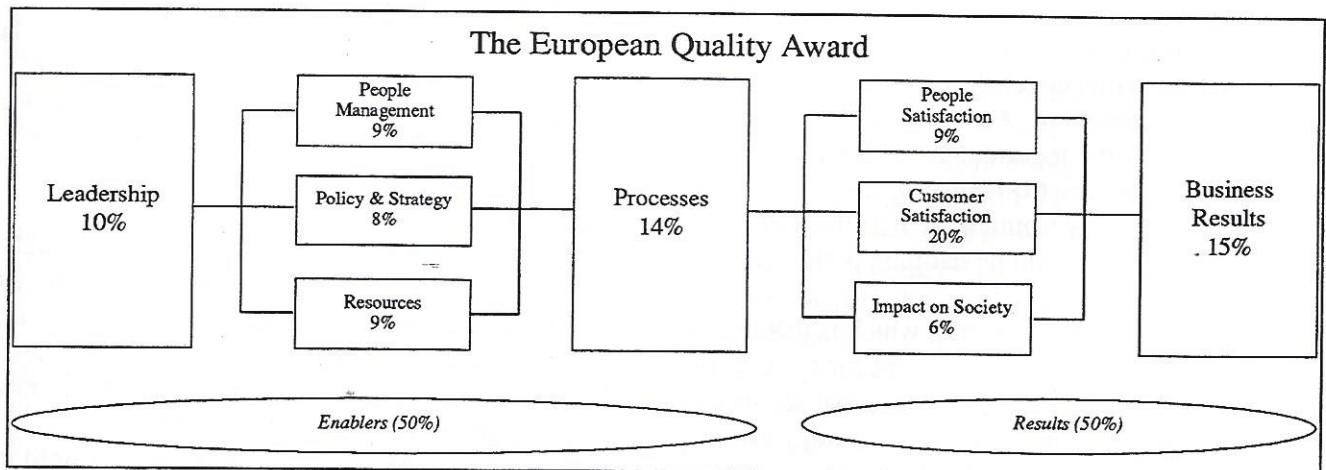 The European Quality Award
Leadership
10%
People
Management
9%
Policy & Strategy
8%
Resources
9%
Processes
14%
People
Satisfaction
9%
Customer
Satisfaction
20%
Impact on Society
6%
Business
Results
15%
Enablers (50%)
Results (50%)